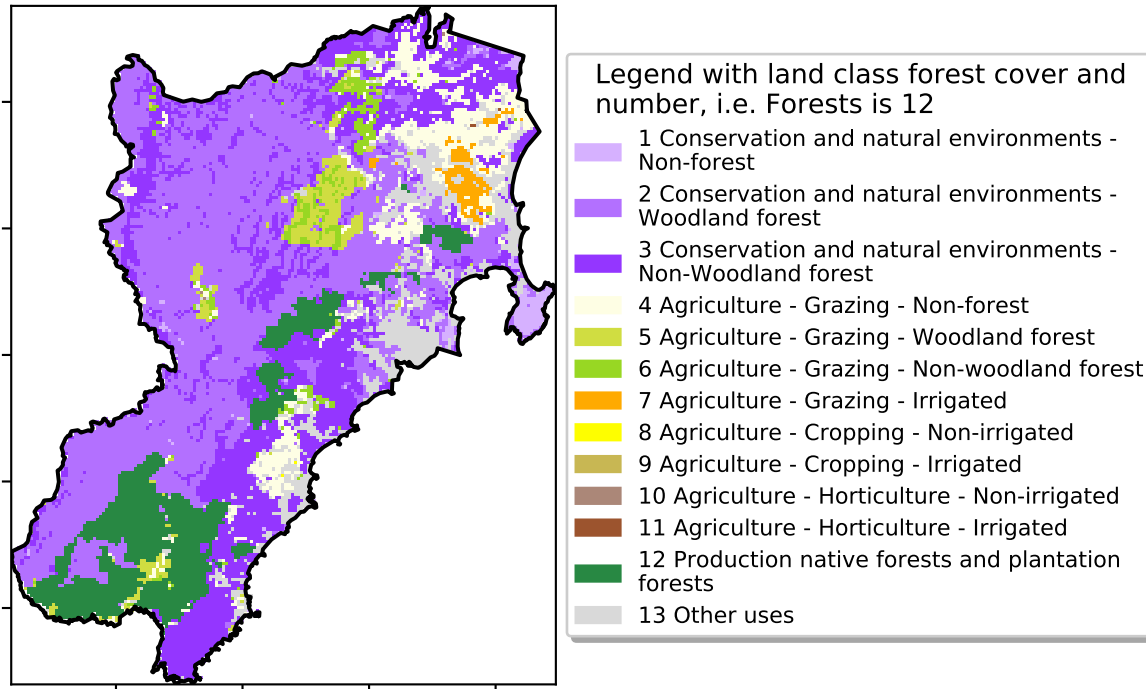 Legend with land class forest cover and
number, i.e. Forests is 12
1 Conservation and natural environments -
Non-forest
2 Conservation and natural environments -
Woodland forest
3 Conservation and natural environments -
Non-Woodland forest
4 Agriculture - Grazing - Non-forest
5 Agriculture - Grazing - Woodland forest
6 Agriculture - Grazing - Non-woodland forest
7 Agriculture - Grazing - Irrigated
8 Agriculture - Cropping - Non-irrigated
9 Agriculture - Cropping - Irrigated
10 Agriculture - Horticulture - Non-irrigated
11 Agriculture - Horticulture - Irrigated
12 Production native forests and plantation
forests
13 Other uses